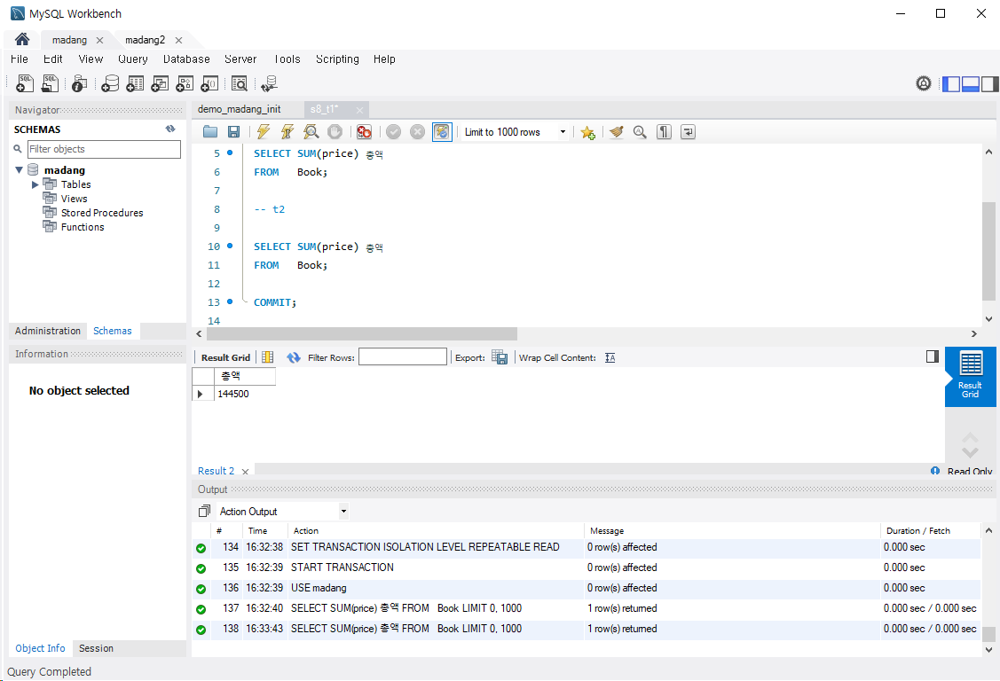 MySQL Workbench
madang madang2
File Edit View Query Database Server Tools Scripting Help
Navigator
SCHEMAS
Filter objects
madang
Tables
Views
Stored Procedures
Functions
Administration Schemas
Information
No object selected
Object Info Session
demo_madang_init s8_t1*
Limit to 1000 rows
5 SELECT SUM(price) 총액
6 FROM Book;
7
8 -- t2
9
10 SELECT SUM(price) 총액
11 FROM Book;
12
13 COMMIT;
14
Result Grid Filter Rows: Export: Wrap Cell Content:
총액
144500
Result Grid
Result 2 Read Only
Output
Action Output
# Time Action Message Duration / Fetch
134 16:32:38 SET TRANSACTION ISOLATION LEVEL REPEATABLE READ 0 row(s) affected 0.000 sec
135 16:32:39 START TRANSACTION 0 row(s) affected 0.000 sec
136 16:32:39 USE madang 0 row(s) affected 0.000 sec
137 16:32:40 SELECT SUM(price) 총액 FROM Book LIMIT 0, 1000 1 row(s) returned 0.000 sec / 0.000 sec
138 16:33:43 SELECT SUM(price) 총액 FROM Book LIMIT 0, 1000 1 row(s) returned 0.000 sec / 0.000 sec
Query Completed